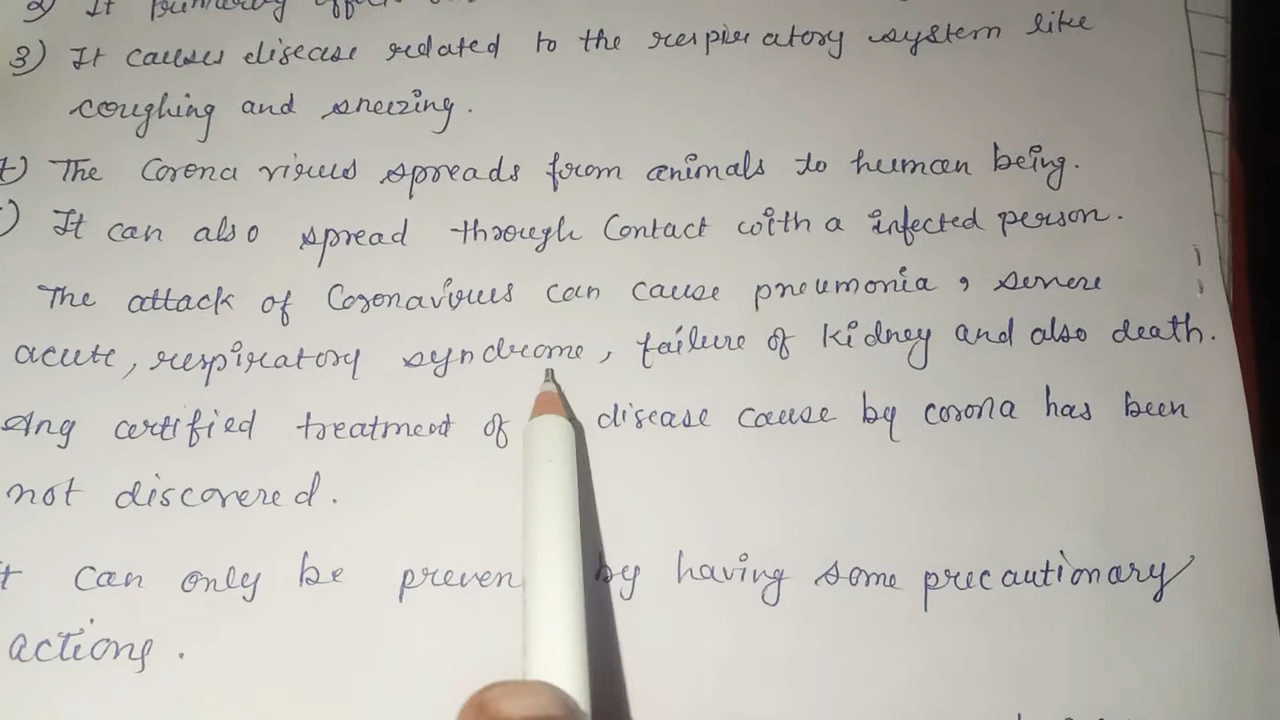 2) It primarily
3) It causes disease related to the respiratory system like
coughing and sneezing.
) The Corona virus spreads from animals to human being.
) It can also spread through Contact with a infected person.
The attack of Coronavirus can cause pneumonia, severe
acute, respiratory syndrome, failure of kidney and also death.
Any certified treatment of disease cause by corona has been
not discovered.
t can only be preven by having some precautionary
actions.